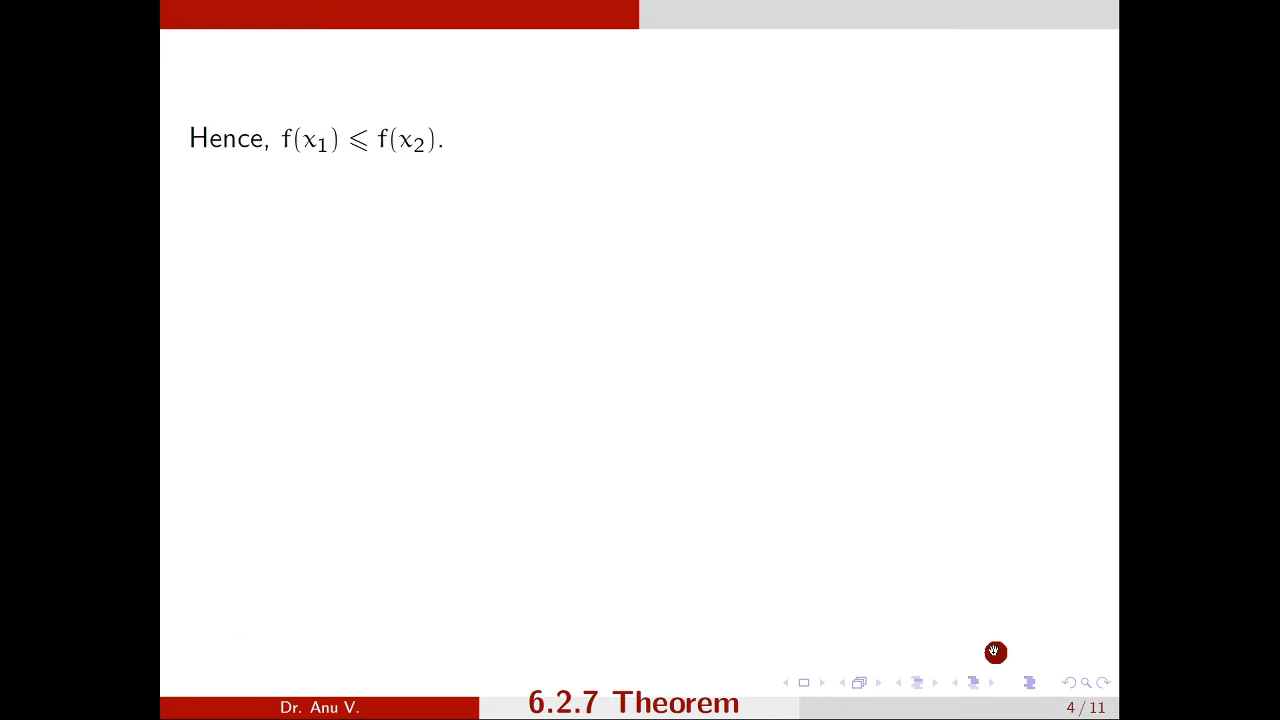 Hence, f(x₁) ⩽ f(x₂).
Dr. Anu V.
6.2.7 Theorem
4 / 11